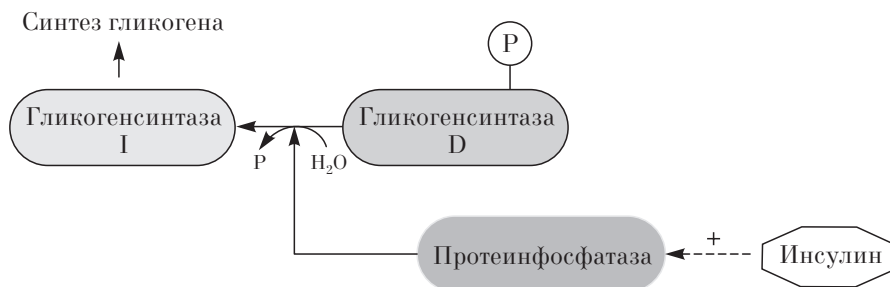 Синтез гликогена
P
Гликогенсинтаза
I
Гликогенсинтаза
D
P
H₂O
+
Протеинфосфатаза
Инсулин